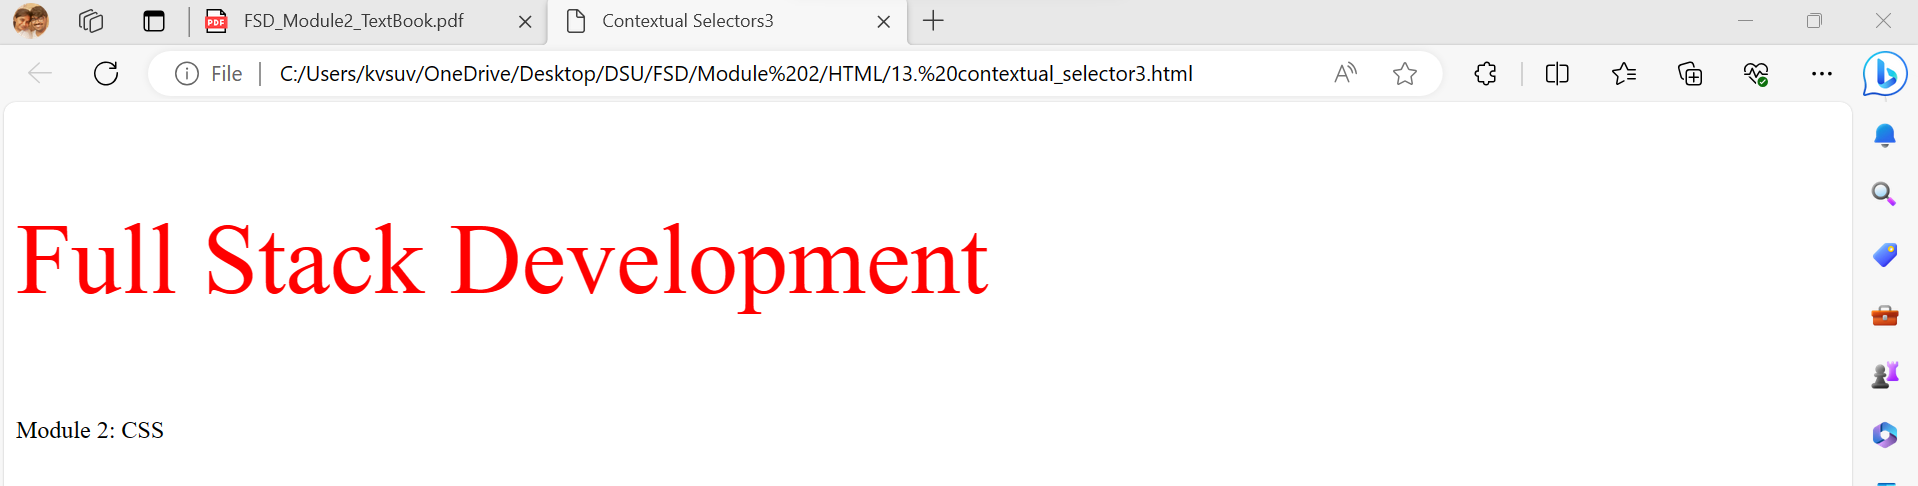 FSD_Module2_TextBook.pdf
Contextual Selectors3
File
C:/Users/kvsuv/OneDrive/Desktop/DSU/FSD/Module%202/HTML/13.%20contextual_selector3.html
Full Stack Development
Module 2: CSS